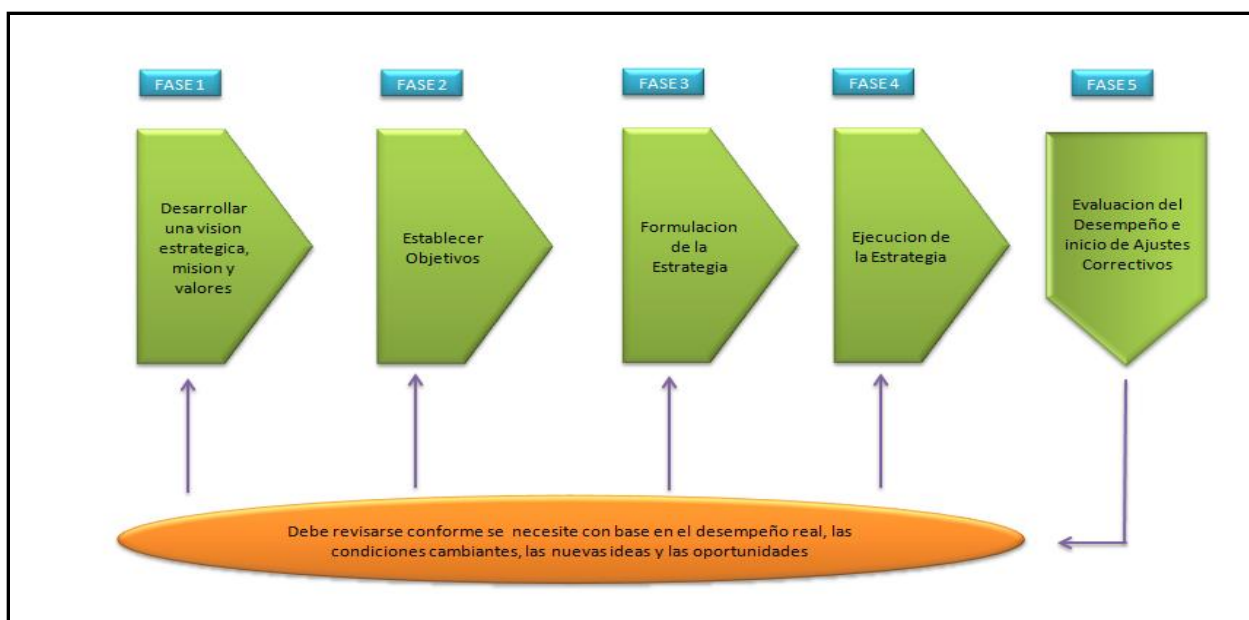 FASE 1
FASE 2
FASE 3
FASE 4
FASE 5
Desarrollar
una vision
estrategica,
mision y
valores
Establecer
Objetivos
Formulacion
de la
Estrategia
Ejecucion de
la Estrategia
Evaluacion del
Desempeño e
inicio de Ajustes
Correctivos
Debe revisarse conforme se necesite con base en el desempeño real, las
condiciones cambiantes, las nuevas ideas y las oportunidades